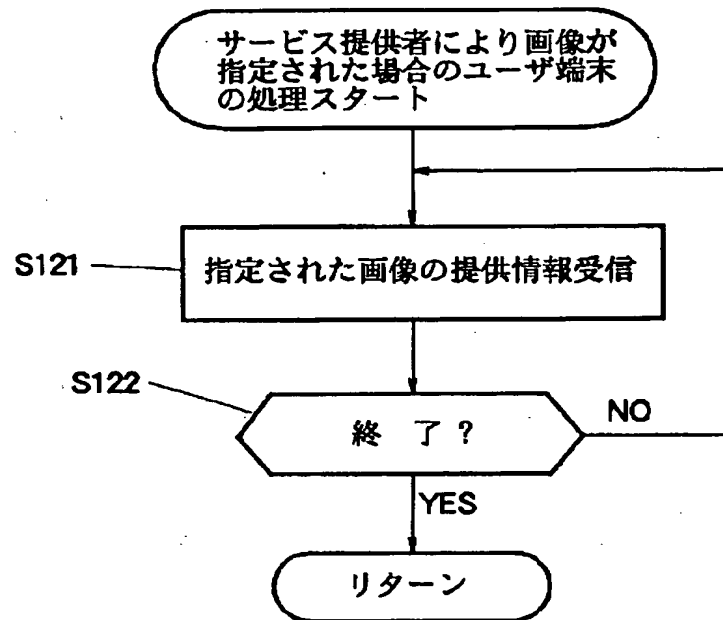 サービス提供者により画像が
指定された場合のユーザ端末
の処理スタート
S121
指定された画像の提供情報受信
S122
終 了?
NO
YES
リターン